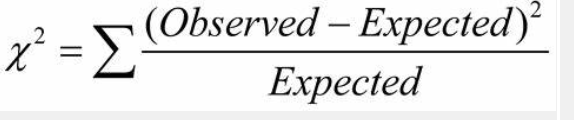 χ² = ∑ (Observed – Expected)²
Expected